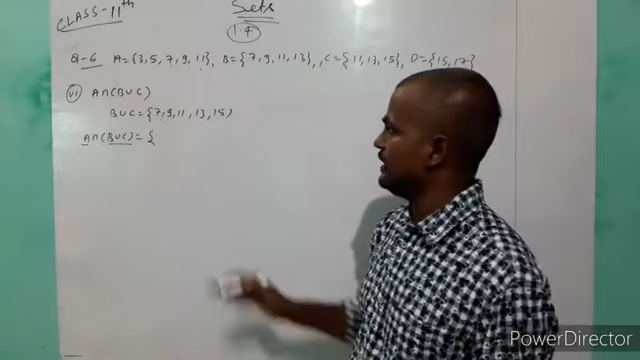 CLASS-11th
Sets
1.4
Q-6 A={3,5,7,9,11}, B={7,9,11,13}, C={11,13,15}, D={15,17}
(vi) A∩(B∪C)
B∪C={7,9,11,13,15}
A∩(B∪C)={
PowerDirector